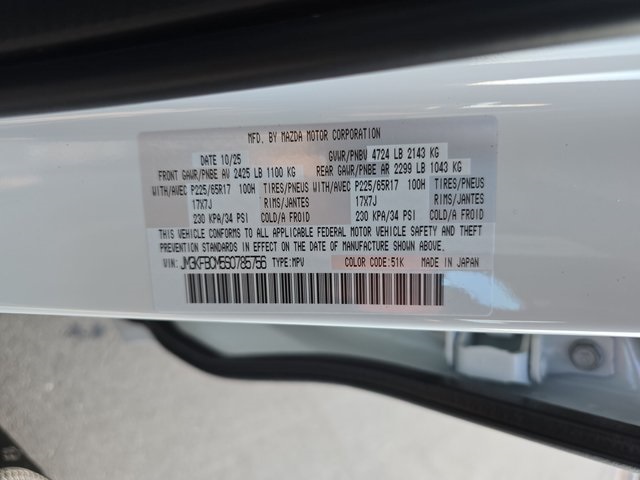 MFD. BY MAZDA MOTOR CORPORATION
DATE 10/25 GVWR/PNBV 4724 LB 2143 KG
FRONT GAWR/PNBE AV 2425 LB 1100 KG REAR GAWR/PNBE AR 2299 LB 1043 KG
WITH/AVEC P225/65R17 100H TIRES/PNEUS WITH/AVEC P225/65R17 100H TIRES/PNEUS
17X7J RIMS/JANTES 17X7J RIMS/JANTES
230 KPA/34 PSI COLD/A FROID 230 KPA/34 PSI COLD/A FROID
THIS VEHICLE CONFORMS TO ALL APPLICABLE FEDERAL MOTOR VEHICLE SAFETY AND THEFT
PREVENTION STANDARDS IN EFFECT ON THE DATE OF MANUFACTURE SHOWN ABOVE.
VIN: TYPE:MPV COLOR CODE:51K MADE IN JAPAN